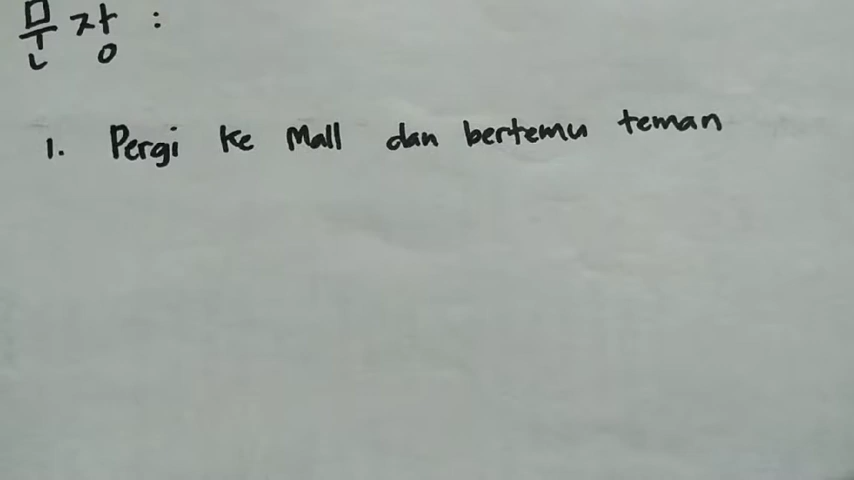 문장 :
1. Pergi ke Mall dan bertemu teman